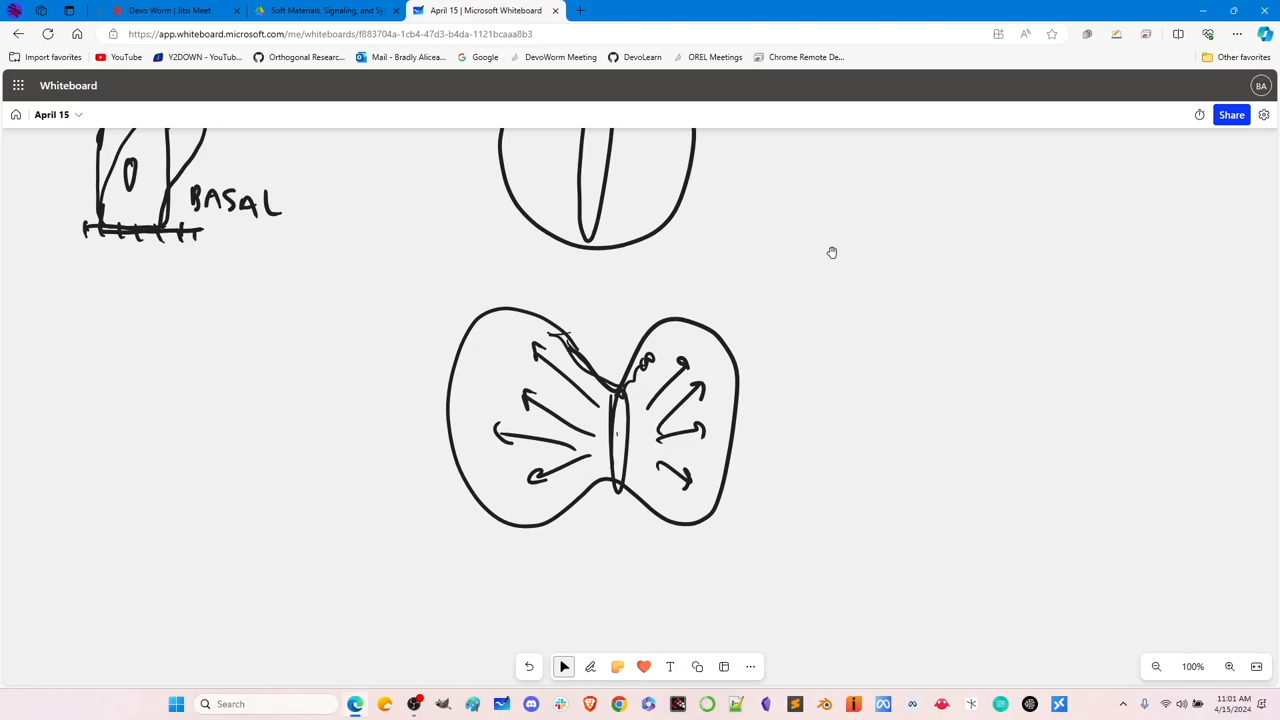 Devo Worm | Jitsi Meet
Soft Materials, Signaling, and Sy
April 15 | Microsoft Whiteboard
https://app.whiteboard.microsoft.com/me/whiteboards/f883704a-1cb4-47d3-b4da-1121bcaaa8b3
Import favorites
YouTube
Y2DOWN - YouTub...
Orthogonal Researc...
Mail - Bradly Alicea...
Google
DevoWorm Meeting
DevoLearn
OREL Meetings
Chrome Remote De...
Other favorites
Whiteboard
BA
April 15
Share
BASAL
100%
Search
11:01 AM
4/15/2024